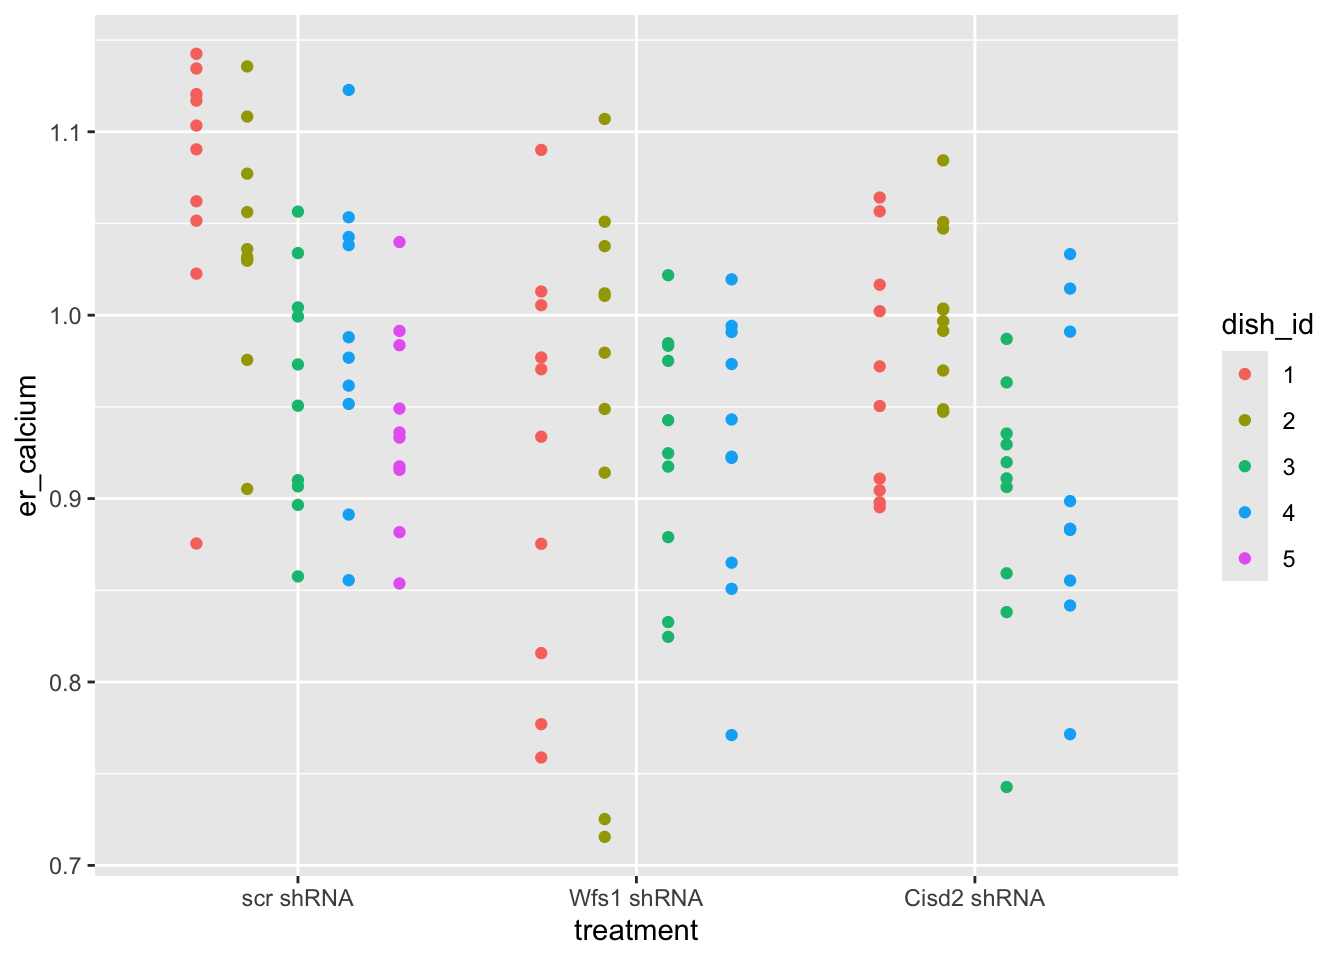 er_calcium
1.1
1.0
0.9
0.8
0.7
scr shRNA
Wfs1 shRNA
Cisd2 shRNA
treatment
dish_id
1
2
3
4
5